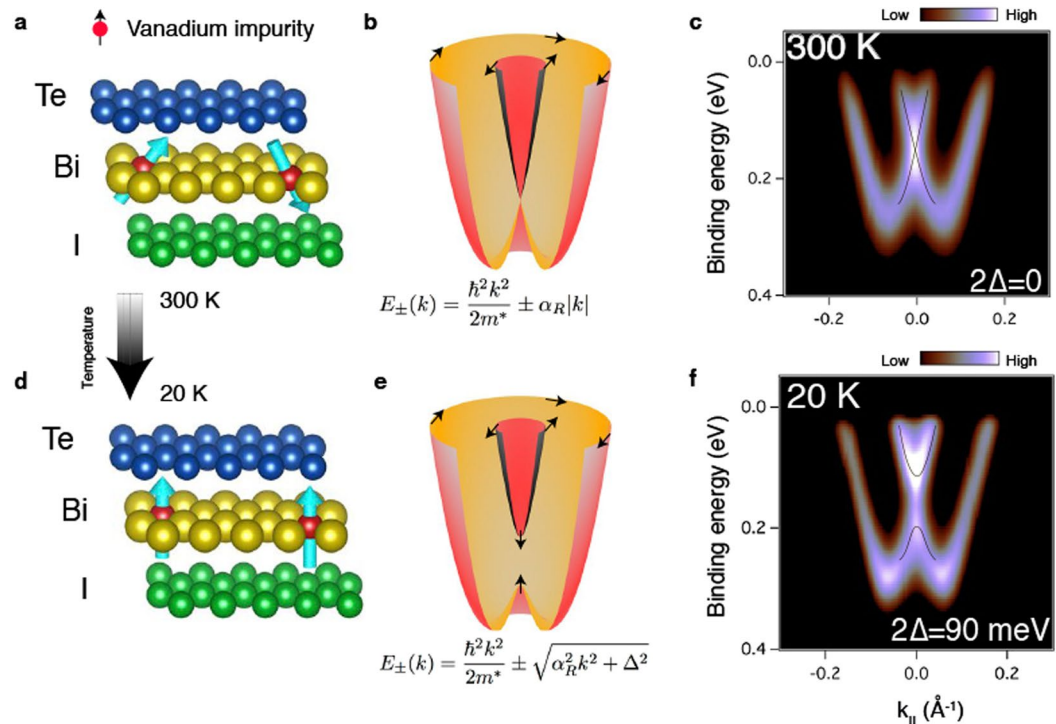 a
Vanadium impurity
Te
Bi
I
300 K
Temperature
b
E±(k) = ħ²k²/2m* ± α_R|k|
c
Low High
300 K
0.0
0.2
0.4
Binding energy (eV)
2Δ=0
-0.2 0.0 0.2
d
20 K
Te
Bi
I
e
E±(k) = ħ²k²/2m* ± √(α_R²k² + Δ²)
f
Low High
20 K
0.0
0.2
0.4
Binding energy (eV)
2Δ=90 meV
-0.2 0.0 0.2
k_|| (Å⁻¹)